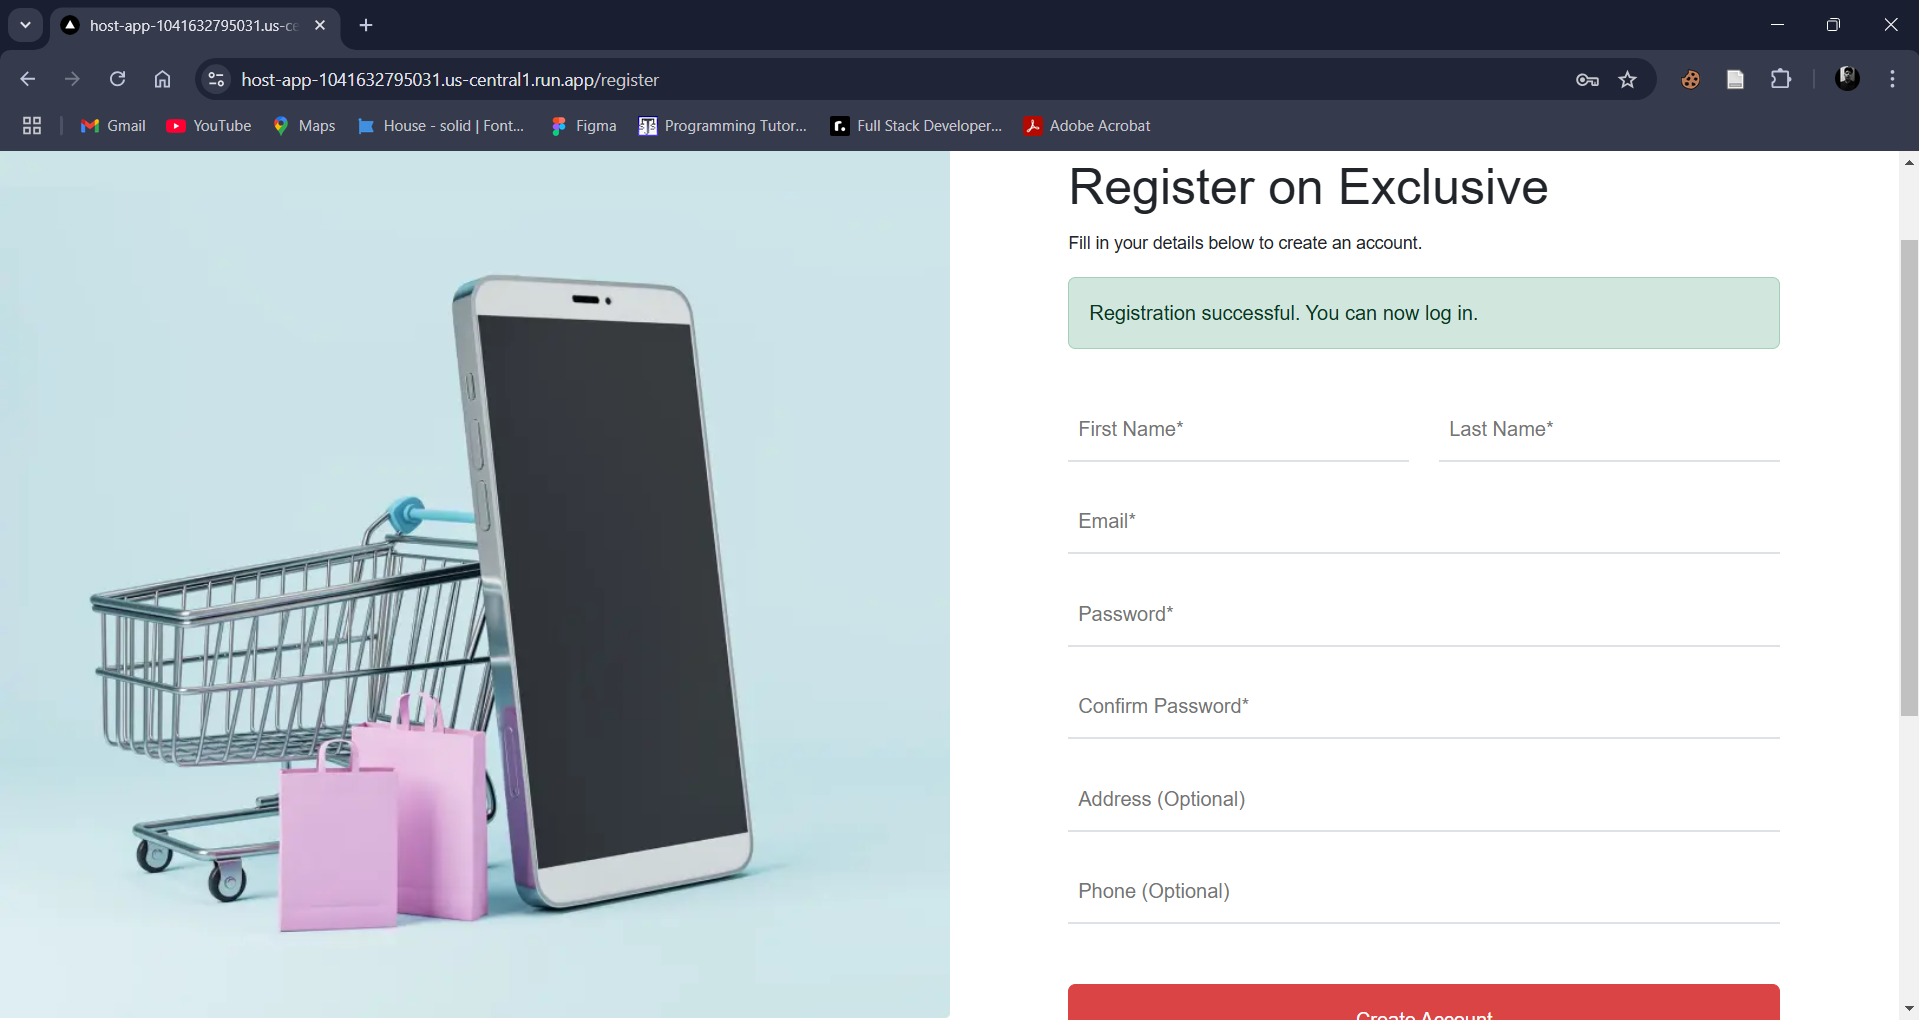 host-app-1041632795031.us-ce
host-app-1041632795031.us-central1.run.app/register
Gmail
YouTube
Maps
House - solid | Font...
Figma
Programming Tutor...
Full Stack Developer...
Adobe Acrobat
Register on Exclusive
Fill in your details below to create an account.
Registration successful. You can now log in.
First Name* Last Name*
Email*
Password*
Confirm Password*
Address (Optional)
Phone (Optional)
Create Account